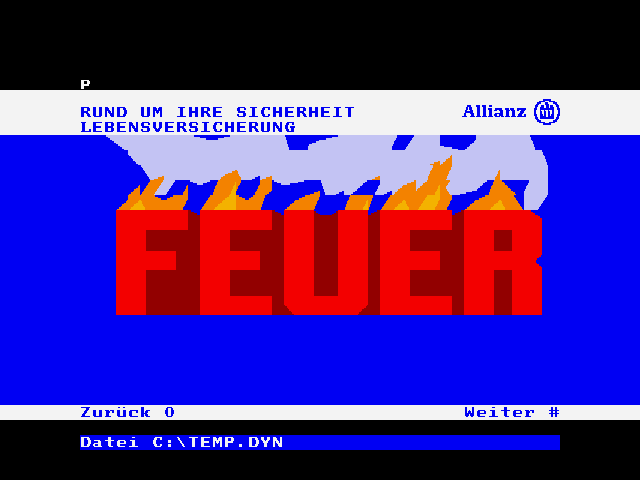 P
RUND UM IHRE SICHERHEIT
Allianz
LEBENSVERSICHERUNG
FEUER
Zurück 0
Weiter #
Datei C:\TEMP.DYN